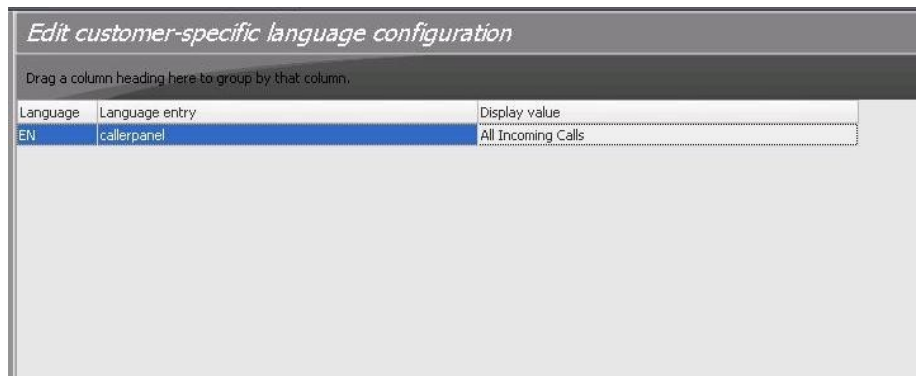 Edit customer-specific language configuration
Drag a column heading here to group by that column.
Language Language entry Display value
EN callerpanel All Incoming Calls